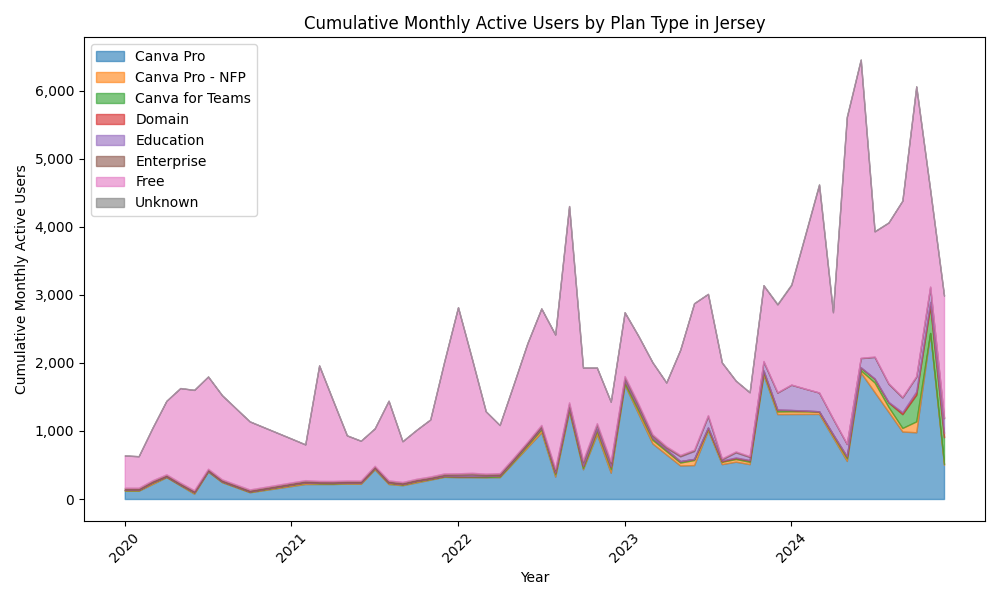 Cumulative Monthly Active Users by Plan Type in Jersey
Cumulative Monthly Active Users
6,000
5,000
4,000
3,000
2,000
1,000
0
Canva Pro
Canva Pro - NFP
Canva for Teams
Domain
Education
Enterprise
Free
Unknown
2020
2021
2022
2023
2024
Year